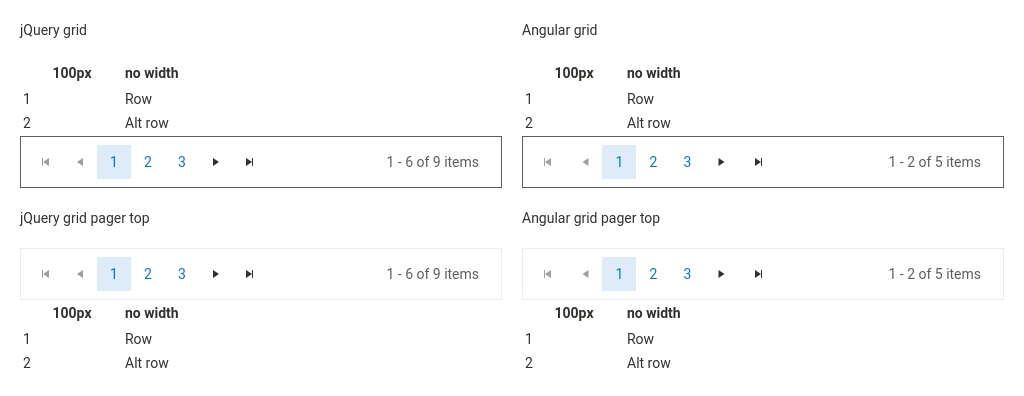 jQuery grid
100px no width
1 Row
2 Alt row
1 2 3 1 - 6 of 9 items
Angular grid
100px no width
1 Row
2 Alt row
1 2 3 1 - 2 of 5 items
jQuery grid pager top
1 2 3 1 - 6 of 9 items
100px no width
1 Row
2 Alt row
Angular grid pager top
1 2 3 1 - 2 of 5 items
100px no width
1 Row
2 Alt row